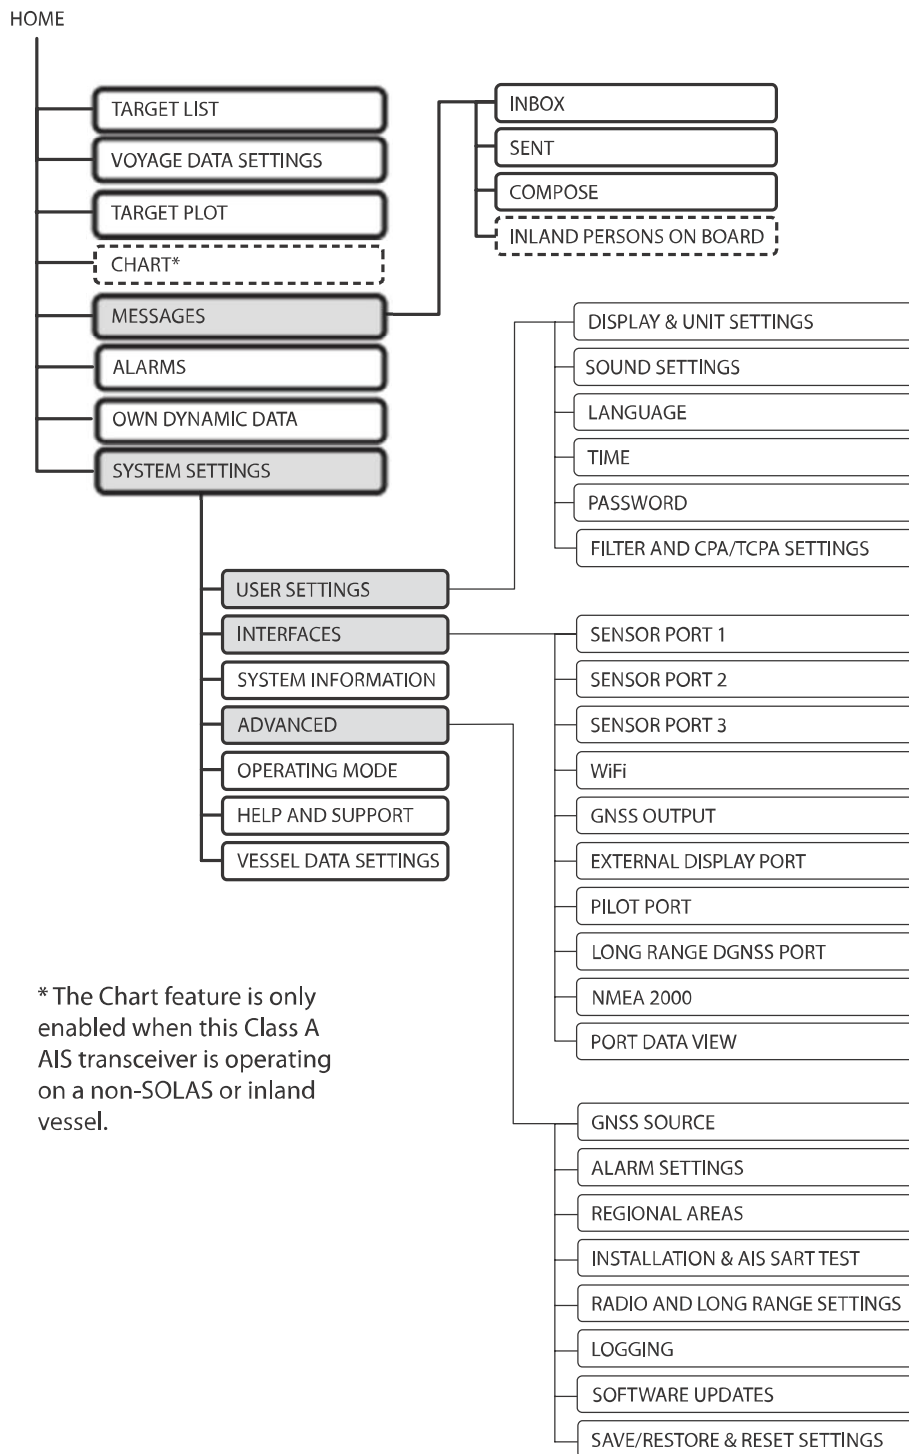 HOME
TARGET LIST
VOYAGE DATA SETTINGS
TARGET PLOT
CHART*
MESSAGES
ALARMS
OWN DYNAMIC DATA
SYSTEM SETTINGS
INBOX
SENT
COMPOSE
INLAND PERSONS ON BOARD
USER SETTINGS
INTERFACES
SYSTEM INFORMATION
ADVANCED
OPERATING MODE
HELP AND SUPPORT
VESSEL DATA SETTINGS
DISPLAY & UNIT SETTINGS
SOUND SETTINGS
LANGUAGE
TIME
PASSWORD
FILTER AND CPA/TCPA SETTINGS
SENSOR PORT 1
SENSOR PORT 2
SENSOR PORT 3
WiFi
GNSS OUTPUT
EXTERNAL DISPLAY PORT
PILOT PORT
LONG RANGE DGNSS PORT
NMEA 2000
PORT DATA VIEW
GNSS SOURCE
ALARM SETTINGS
REGIONAL AREAS
INSTALLATION & AIS SART TEST
RADIO AND LONG RANGE SETTINGS
LOGGING
SOFTWARE UPDATES
SAVE/RESTORE & RESET SETTINGS
* The Chart feature is only
enabled when this Class A
AIS transceiver is operating
on a non-SOLAS or inland
vessel.